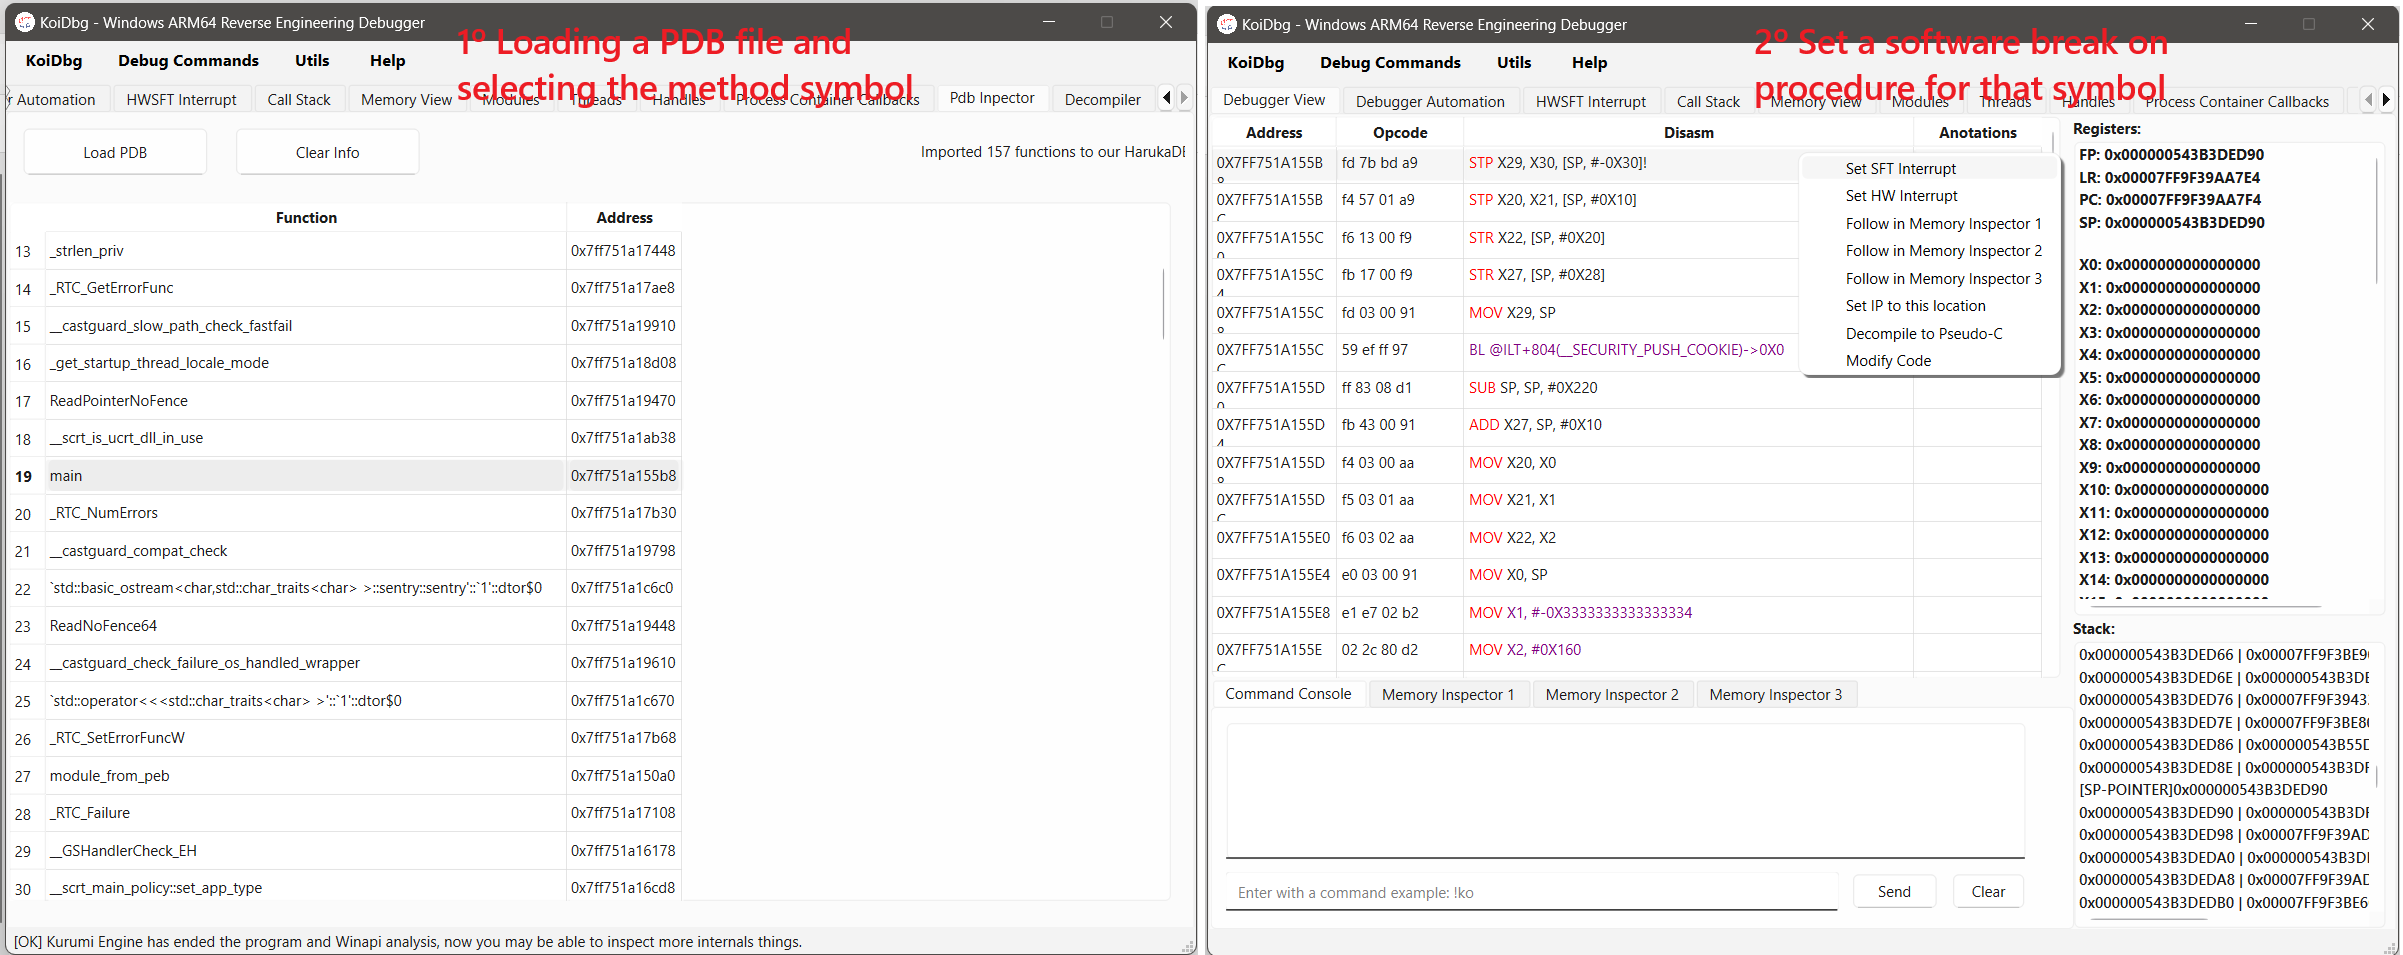 KoiDbg - Windows ARM64 Reverse Engineering Debugger
1º Loading a PDB file and
selecting the method symbol
KoiDbg Debug Commands Utils Help
r Automation HWSFT Interrupt Call Stack Memory View Modules Threads Handles Process Container Callbacks Pdb Inpector Decompiler
Load PDB Clear Info Imported 157 functions to our HarukaDE
Function Address
13 _strlen_priv 0x7ff751a17448
14 _RTC_GetErrorFunc 0x7ff751a17ae8
15 __castguard_slow_path_check_fastfail 0x7ff751a19910
16 _get_startup_thread_locale_mode 0x7ff751a18d08
17 ReadPointerNoFence 0x7ff751a19470
18 __scrt_is_ucrt_dll_in_use 0x7ff751a1ab38
19 main 0x7ff751a155b8
20 _RTC_NumErrors 0x7ff751a17b30
21 __castguard_compat_check 0x7ff751a19798
22 `std::basic_ostream<char,std::char_traits<char> >::sentry::sentry'::`1'::dtor$0 0x7ff751a1c6c0
23 ReadNoFence64 0x7ff751a19448
24 __castguard_check_failure_os_handled_wrapper 0x7ff751a19610
25 `std::operator<<<std::char_traits<char> >'::`1'::dtor$0 0x7ff751a1c670
26 _RTC_SetErrorFuncW 0x7ff751a17b68
27 module_from_peb 0x7ff751a150a0
28 _RTC_Failure 0x7ff751a17108
29 __GSHandlerCheck_EH 0x7ff751a16178
30 __scrt_main_policy::set_app_type 0x7ff751a16cd8
[OK] Kurumi Engine has ended the program and Winapi analysis, now you may be able to inspect more internals things.
KoiDbg - Windows ARM64 Reverse Engineering Debugger
2º Set a software break on
procedure for that symbol
KoiDbg Debug Commands Utils Help
Debugger View Debugger Automation HWSFT Interrupt Call Stack Memory View Modules Threads Handles Process Container Callbacks
Address Opcode Disasm Anotations
0X7FF751A155B8 fd 7b bd a9 STP X29, X30, [SP, #-0X30]!
0X7FF751A155BC f4 57 01 a9 STP X20, X21, [SP, #0X10]
0X7FF751A155C0 f6 13 00 f9 STR X22, [SP, #0X20]
0X7FF751A155C4 fb 17 00 f9 STR X27, [SP, #0X28]
0X7FF751A155C8 fd 03 00 91 MOV X29, SP
0X7FF751A155CC 59 ef ff 97 BL @ILT+804(__SECURITY_PUSH_COOKIE)->0X0
0X7FF751A155D0 ff 83 08 d1 SUB SP, SP, #0X220
0X7FF751A155D4 fb 43 00 91 ADD X27, SP, #0X10
0X7FF751A155D8 f4 03 00 aa MOV X20, X0
0X7FF751A155DC f5 03 01 aa MOV X21, X1
0X7FF751A155E0 f6 03 02 aa MOV X22, X2
0X7FF751A155E4 e0 03 00 91 MOV X0, SP
0X7FF751A155E8 e1 e7 02 b2 MOV X1, #-0X3333333333333334
0X7FF751A155EC 02 2c 80 d2 MOV X2, #0X160
Set SFT Interrupt
Set HW Interrupt
Follow in Memory Inspector 1
Follow in Memory Inspector 2
Follow in Memory Inspector 3
Set IP to this location
Decompile to Pseudo-C
Modify Code
Registers:
FP: 0x000000543B3DED90
LR: 0x00007FF9F39AA7E4
PC: 0x00007FF9F39AA7F4
SP: 0x000000543B3DED90
X0: 0x0000000000000000
X1: 0x0000000000000000
X2: 0x0000000000000000
X3: 0x0000000000000000
X4: 0x0000000000000000
X5: 0x0000000000000000
X6: 0x0000000000000000
X7: 0x0000000000000000
X8: 0x0000000000000000
X9: 0x0000000000000000
X10: 0x0000000000000000
X11: 0x0000000000000000
X12: 0x0000000000000000
X13: 0x0000000000000000
X14: 0x0000000000000000
Stack:
0x000000543B3DED66 | 0x00007FF9F3BE9
0x000000543B3DED6E | 0x000000543B3DE
0x000000543B3DED76 | 0x00007FF9F3943
0x000000543B3DED7E | 0x00007FF9F3BE8
0x000000543B3DED86 | 0x000000543B55D
0x000000543B3DED8E | 0x000000543B3DF
[SP-POINTER]0x000000543B3DED90
0x000000543B3DED90 | 0x000000543B3DF
0x000000543B3DED98 | 0x00007FF9F39AD
0x000000543B3DEDA0 | 0x000000543B3D
0x000000543B3DEDA8 | 0x00007FF9F39AD
0x000000543B3DEDB0 | 0x00007FF9F3BE6
Command Console Memory Inspector 1 Memory Inspector 2 Memory Inspector 3
Enter with a command example: !ko Send Clear